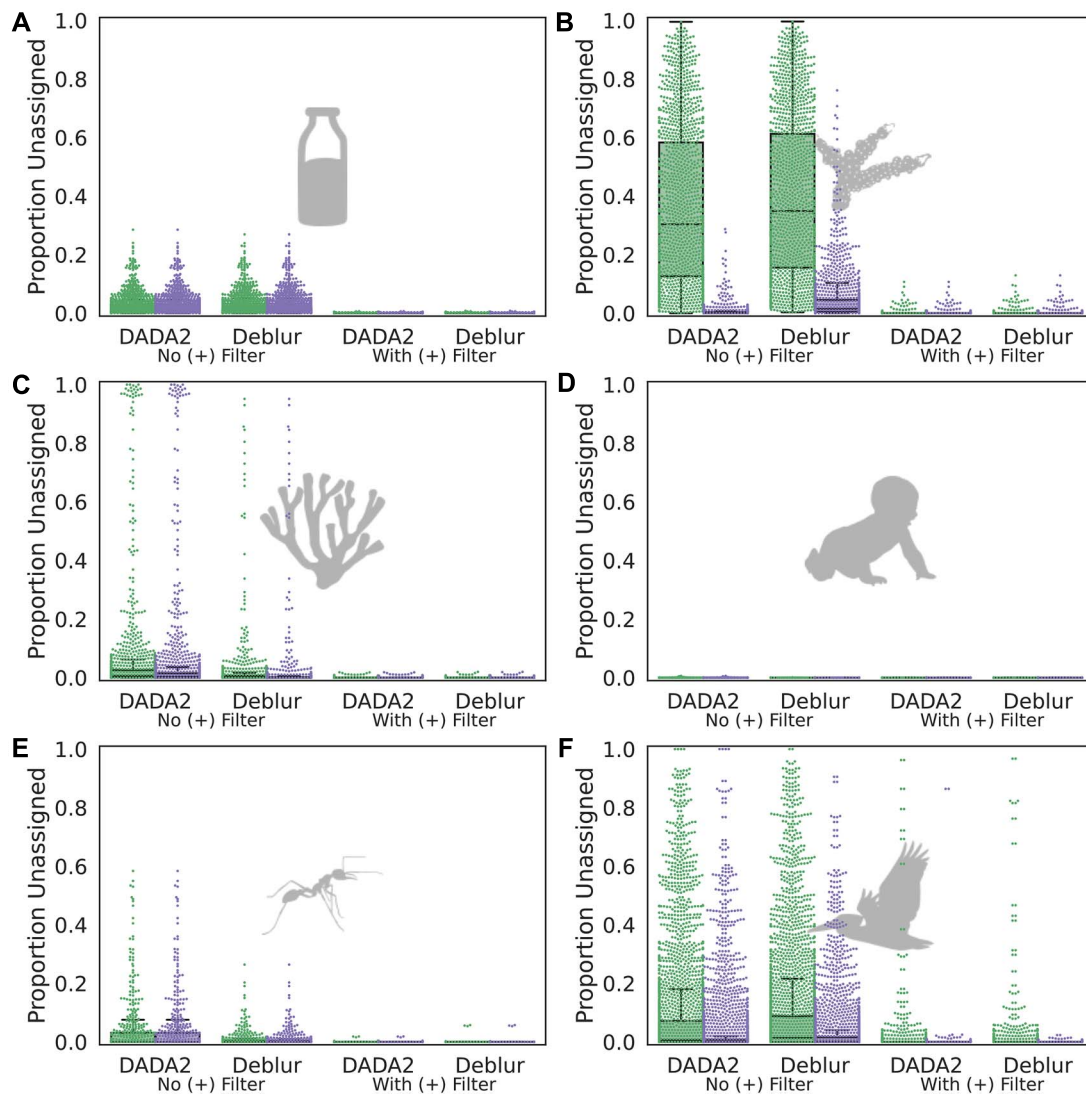 A
Proportion Unassigned
1.0
0.8
0.6
0.4
0.2
0.0
DADA2 Deblur DADA2 Deblur
No (+) Filter With (+) Filter
B
Proportion Unassigned
1.0
0.8
0.6
0.4
0.2
0.0
DADA2 Deblur DADA2 Deblur
No (+) Filter With (+) Filter
C
Proportion Unassigned
1.0
0.8
0.6
0.4
0.2
0.0
DADA2 Deblur DADA2 Deblur
No (+) Filter With (+) Filter
D
Proportion Unassigned
1.0
0.8
0.6
0.4
0.2
0.0
DADA2 Deblur DADA2 Deblur
No (+) Filter With (+) Filter
E
Proportion Unassigned
1.0
0.8
0.6
0.4
0.2
0.0
DADA2 Deblur DADA2 Deblur
No (+) Filter With (+) Filter
F
Proportion Unassigned
1.0
0.8
0.6
0.4
0.2
0.0
DADA2 Deblur DADA2 Deblur
No (+) Filter With (+) Filter